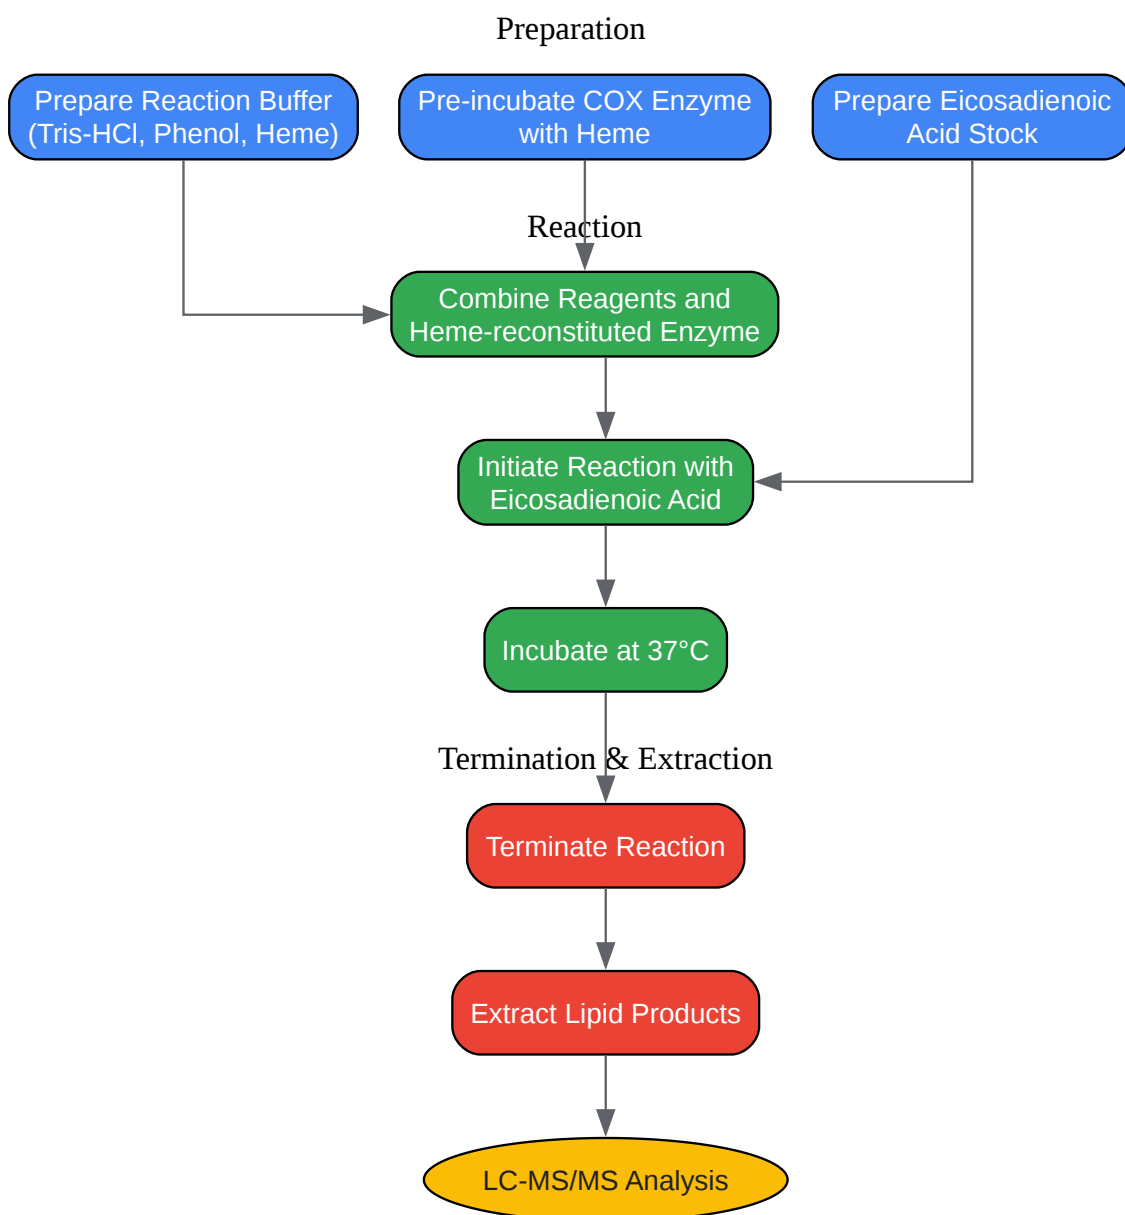 Preparation
Prepare Reaction Buffer
(Tris-HCl, Phenol, Heme)
Pre-incubate COX Enzyme
with Heme
Prepare Eicosadienoic
Acid Stock
Reaction
Combine Reagents and
Heme-reconstituted Enzyme
Initiate Reaction with
Eicosadienoic Acid
Incubate at 37°C
Termination & Extraction
Terminate Reaction
Extract Lipid Products
LC-MS/MS Analysis